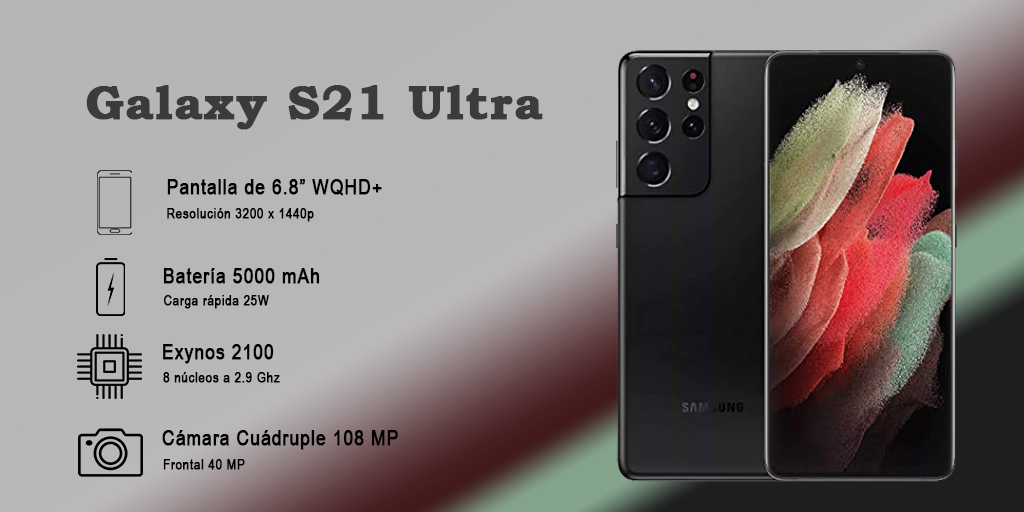 Galaxy S21 Ultra
Pantalla de 6.8” WQHD+
Resolución 3200 x 1440p
Batería 5000 mAh
Carga rápida 25W
Exynos 2100
8 núcleos a 2.9 Ghz
Cámara Cuádruple 108 MP
Frontal 40 MP
SAMSUNG